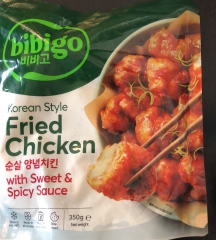 bibigo
비비고
Korean Style
Fried
Chicken
순살 양념치킨
with Sweet &
Spicy Sauce
350g e